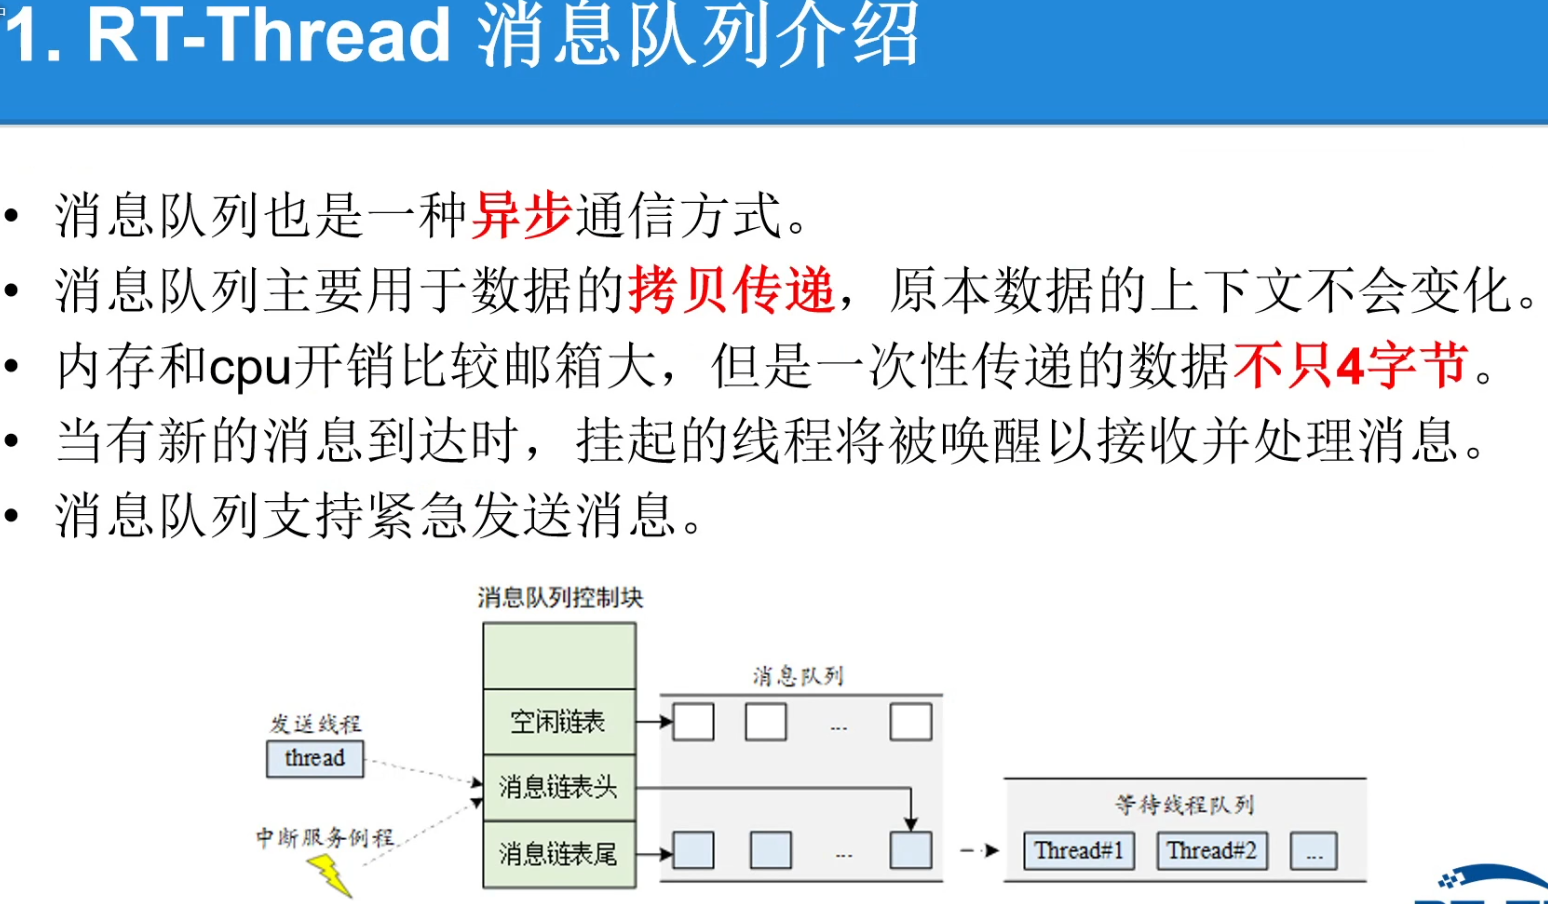 1. RT-Thread 消息队列介绍
• 消息队列也是一种异步通信方式。
• 消息队列主要用于数据的拷贝传递，原本数据的上下文不会变化。
• 内存和cpu开销比较邮箱大，但是一次性传递的数据不只4字节。
• 当有新的消息到达时，挂起的线程将被唤醒以接收并处理消息。
• 消息队列支持紧急发送消息。
消息队列控制块
消息队列
发送线程
thread
空闲链表
...
消息链表头
等待线程队列
中断服务例程
消息链表尾
...
Thread#1
Thread#2
...